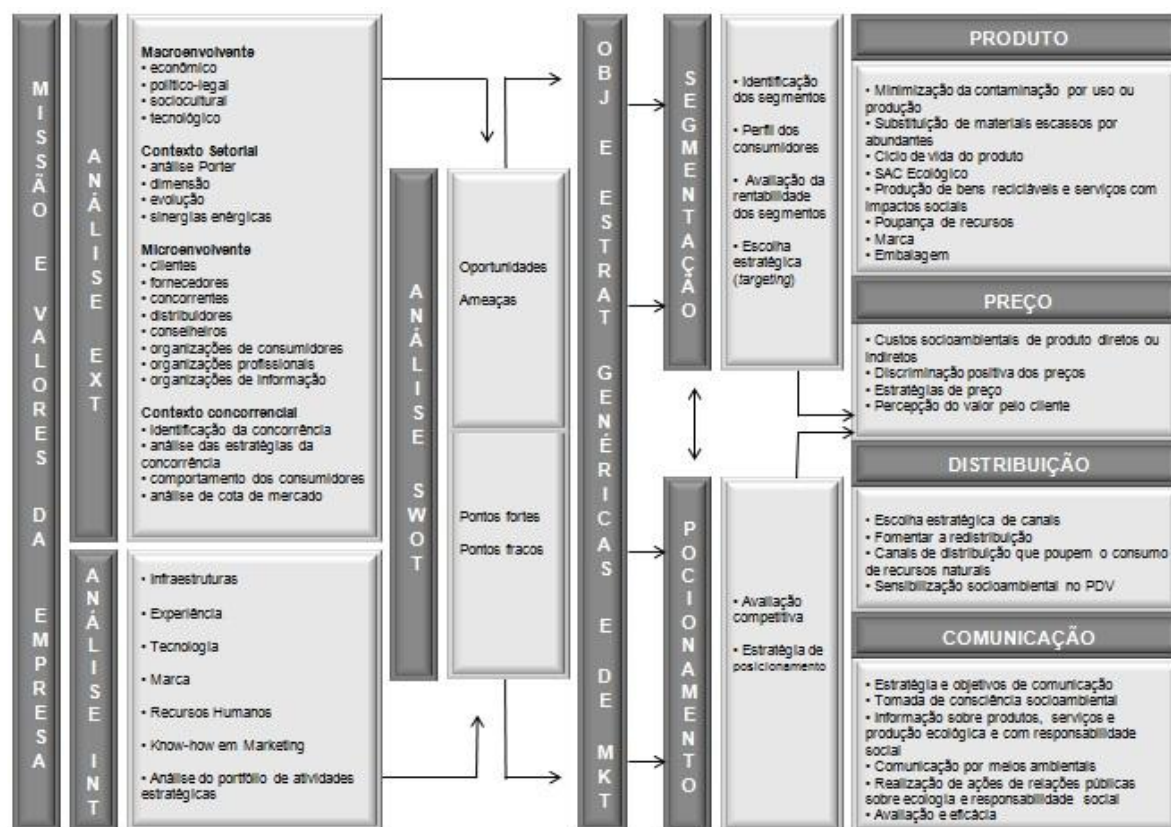 MISSÃO E VALORES DA EMPRESA
ANÁLISE EXT
Macroenvolvente
• econômico
• político-legal
• sociocultural
• tecnológico
Contexto Setorial
• análise Porter
• dimensão
• evolução
• sinergias enérgicas
Microenvolvente
• clientes
• fornecedores
• concorrentes
• distribuidores
• conselheiros
• organizações de consumidores
• organizações profissionais
• organizações de informação
Contexto concorrencial
• identificação da concorrência
• análise das estratégias da
concorrência
• comportamento dos consumidores
• análise de cota de mercado
ANÁLISE INT
• Infraestruturas
• Experiência
• Tecnologia
• Marca
• Recursos Humanos
• Know-how em Marketing
• Análise do portfólio de atividades
estratégicas
ANÁLISE SWOT
Oportunidades
Ameaças
Pontos fortes
Pontos fracos
OBJ E ESTRAT GENÉRICAS E DE MKT
SEGMENTAÇÃO
• Identificação
dos segmentos
• Perfil dos
consumidores
• Avaliação da
rentabilidade
dos segmentos
• Escolha
estratégica
(targeting)
POCIONAMENTO
• Avaliação
competitiva
• Estratégia de
posicionamento
PRODUTO
• Minimização da contaminação por uso ou
produção
• Substituição de materiais escassos por
abundantes
• Ciclo de vida do produto
• SAC Ecológico
• Produção de bens recicláveis e serviços com
impactos sociais
• Poupança de recursos
• Marca
• Embalagem
PREÇO
• Custos socioambientais de produto diretos ou
indiretos
• Discriminação positiva dos preços
• Estratégias de preço
• Percepção do valor pelo cliente
DISTRIBUIÇÃO
• Escolha estratégica de canais
• Fomentar a redistribuição
• Canais de distribuição que poupem o consumo
de recursos naturais
• Sensibilização socioambiental no PDV
COMUNICAÇÃO
• Estratégia e objetivos de comunicação
• Tomada de consciência socioambiental
• Informação sobre produtos, serviços e
produção ecológica e com responsabilidade
social
• Comunicação por meios ambientais
• Realização de ações de relações públicas
sobre ecologia e responsabilidade social
• Avaliação e eficácia